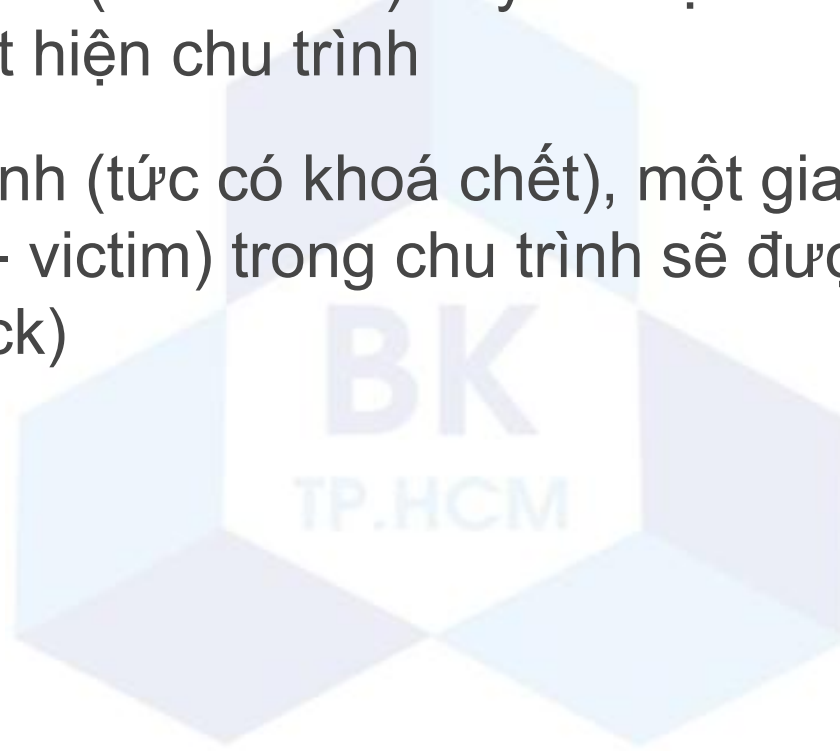 t hiện chu trình
nh (tức có khoá chết), một gia
- victim) trong chu trình sẽ đượ
ck)
BK
TP.HCM